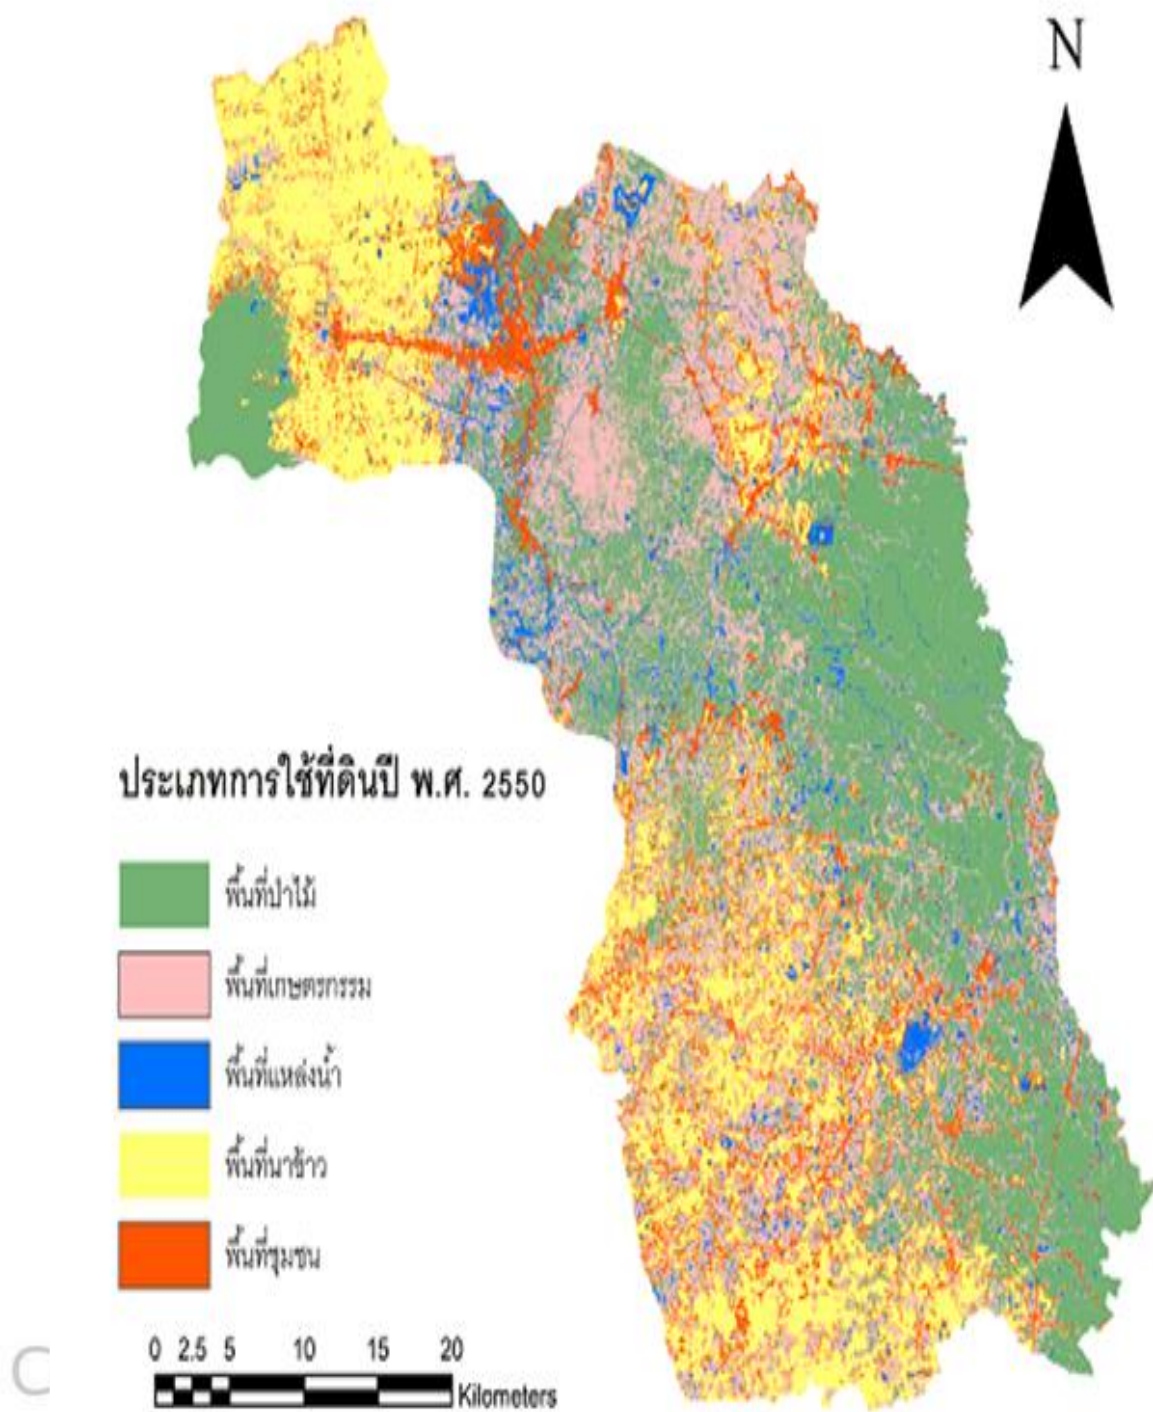 N
ประเภทการใช้ที่ดินปี พ.ศ. 2550
พื้นที่ป่าไม้
พื้นที่เกษตรกรรม
พื้นที่แหล่งน้ำ
พื้นที่นาข้าว
พื้นที่ชุมชน
0 2.5 5 10 15 20
Kilometers
C